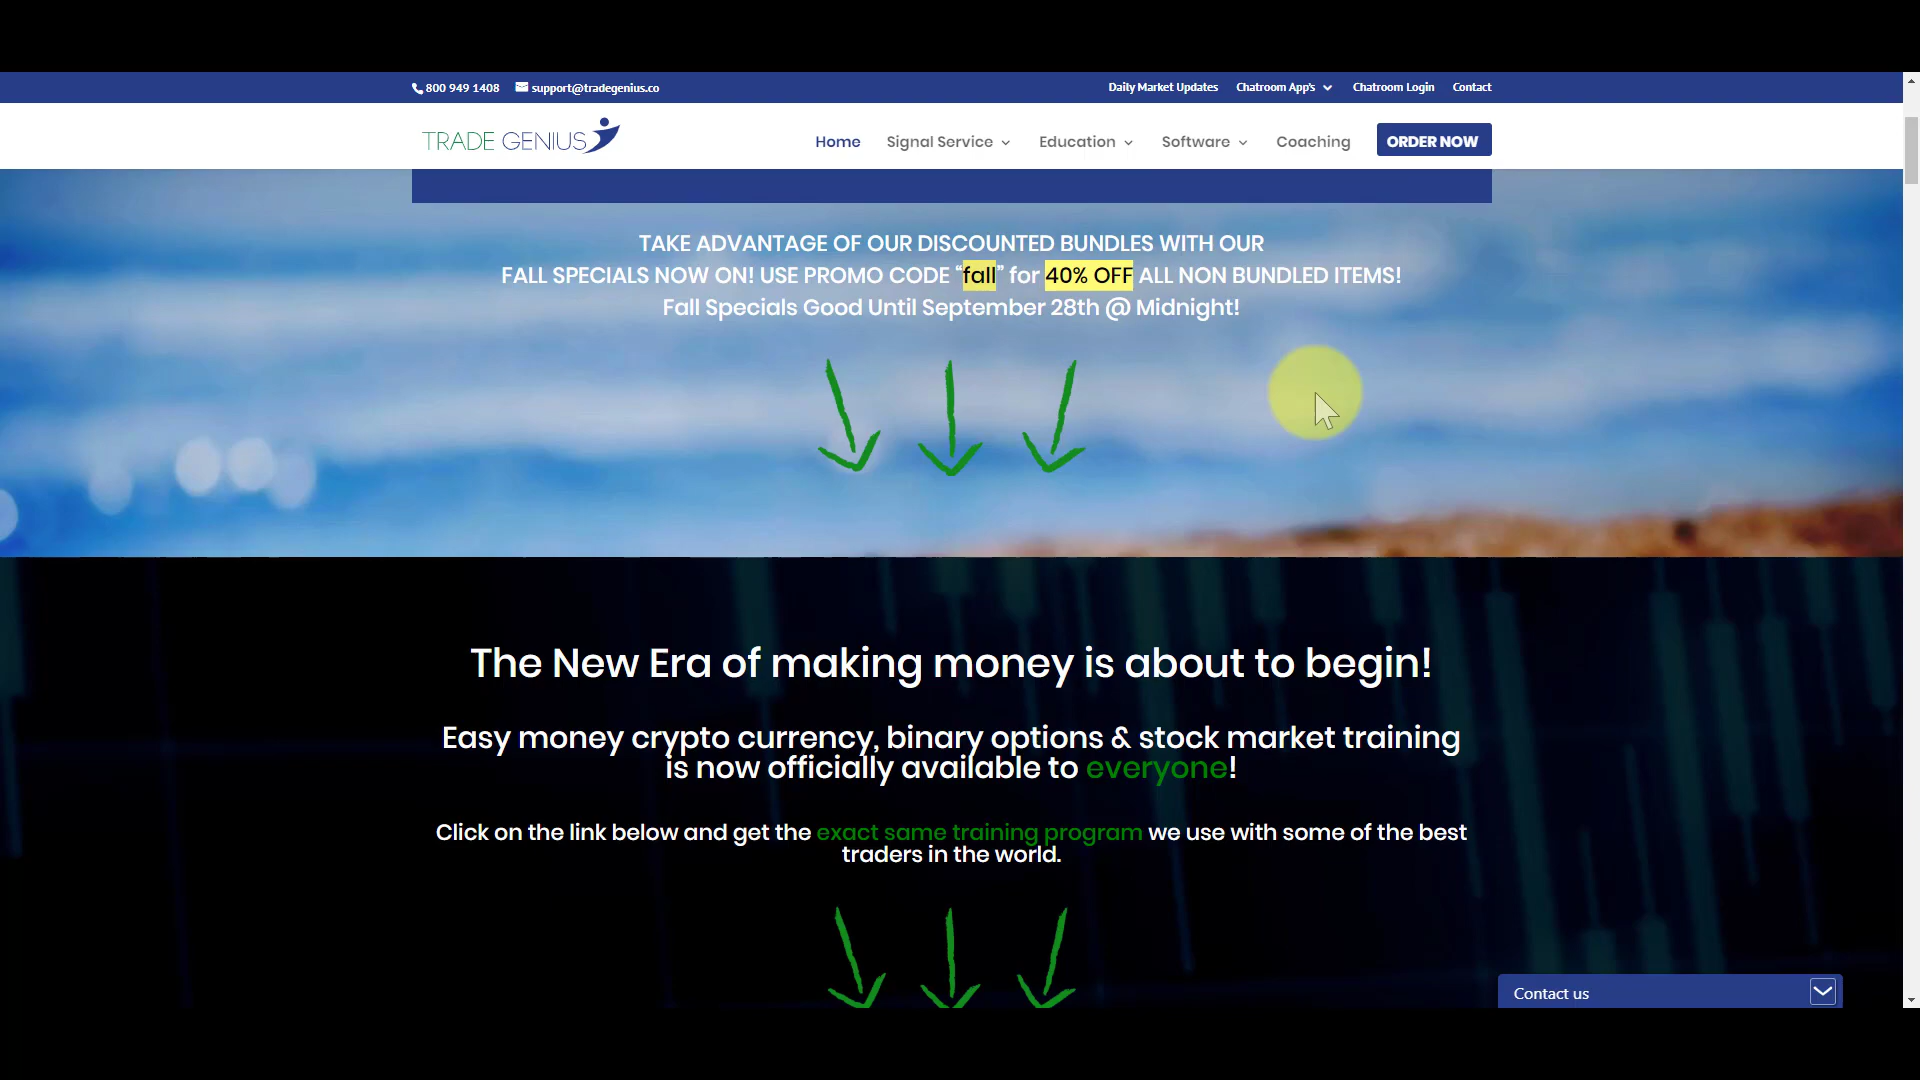 800 949 1408 support@tradegenius.co Daily Market Updates Chatroom App's Chatroom Login Contact
TRADE GENIUS Home Signal Service Education Software Coaching ORDER NOW
TAKE ADVANTAGE OF OUR DISCOUNTED BUNDLES WITH OUR
FALL SPECIALS NOW ON! USE PROMO CODE “fall” for 40% OFF ALL NON BUNDLED ITEMS!
Fall Specials Good Until September 28th @ Midnight!
The New Era of making money is about to begin!
Easy money crypto currency, binary options & stock market training
is now officially available to everyone!
Click on the link below and get the exact same training program we use with some of the best
traders in the world.
Contact us